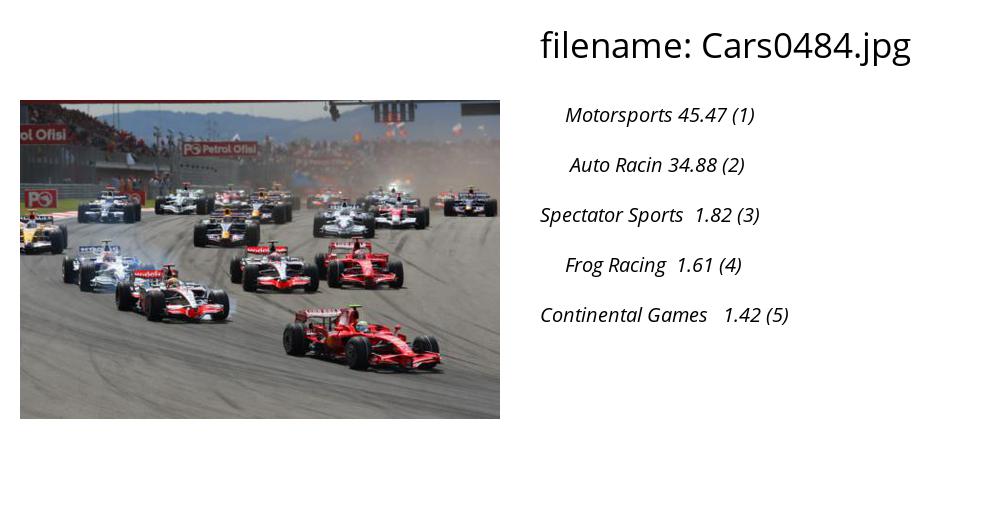 filename: Cars0484.jpg
Motorsports 45.47 (1)
Auto Racin 34.88 (2)
Spectator Sports 1.82 (3)
Frog Racing 1.61 (4)
Continental Games 1.42 (5)
ol Ofisi
Petrol Ofisi
PO